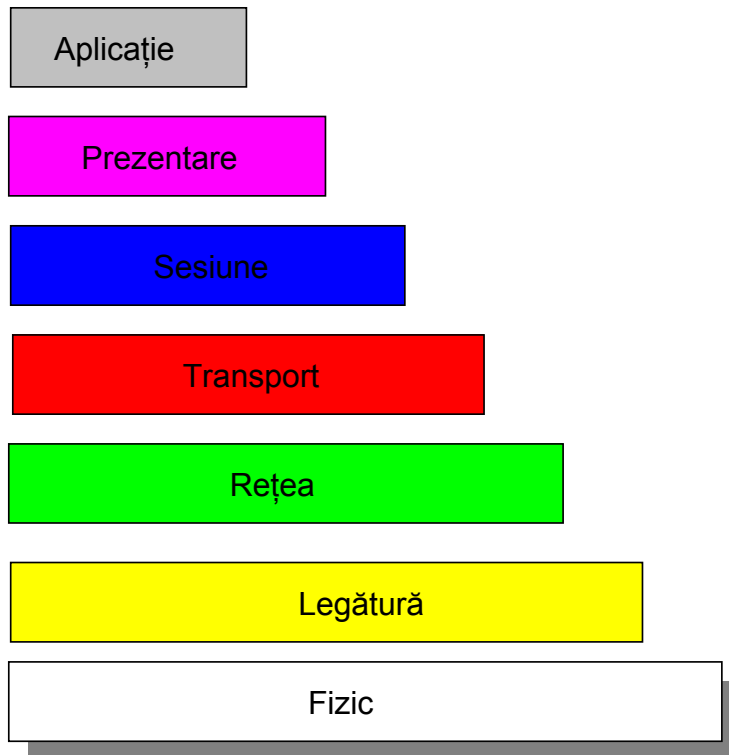 Aplicație
Prezentare
Sesiune
Transport
Rețea
Legătură
Fizic